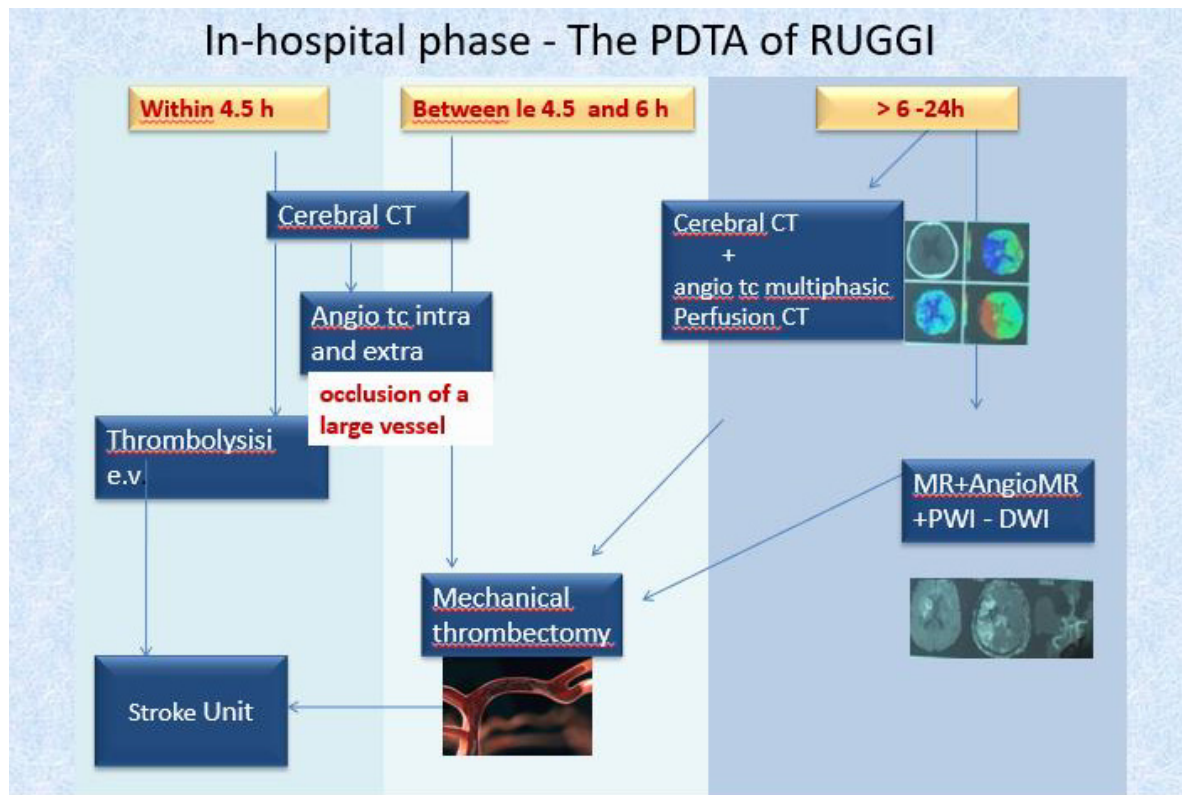 In-hospital phase - The PDTA of RUGGI
Within 4.5 h
Between le 4.5 and 6 h
> 6 -24h
Cerebral CT
Cerebral CT
+
angio tc multiphasic
Perfusion CT
Angio tc intra
and extra
occlusion of a
large vessel
Thrombolysisi
e.v.
MR+AngioMR
+PWI - DWI
Mechanical
thrombectomy
Stroke Unit